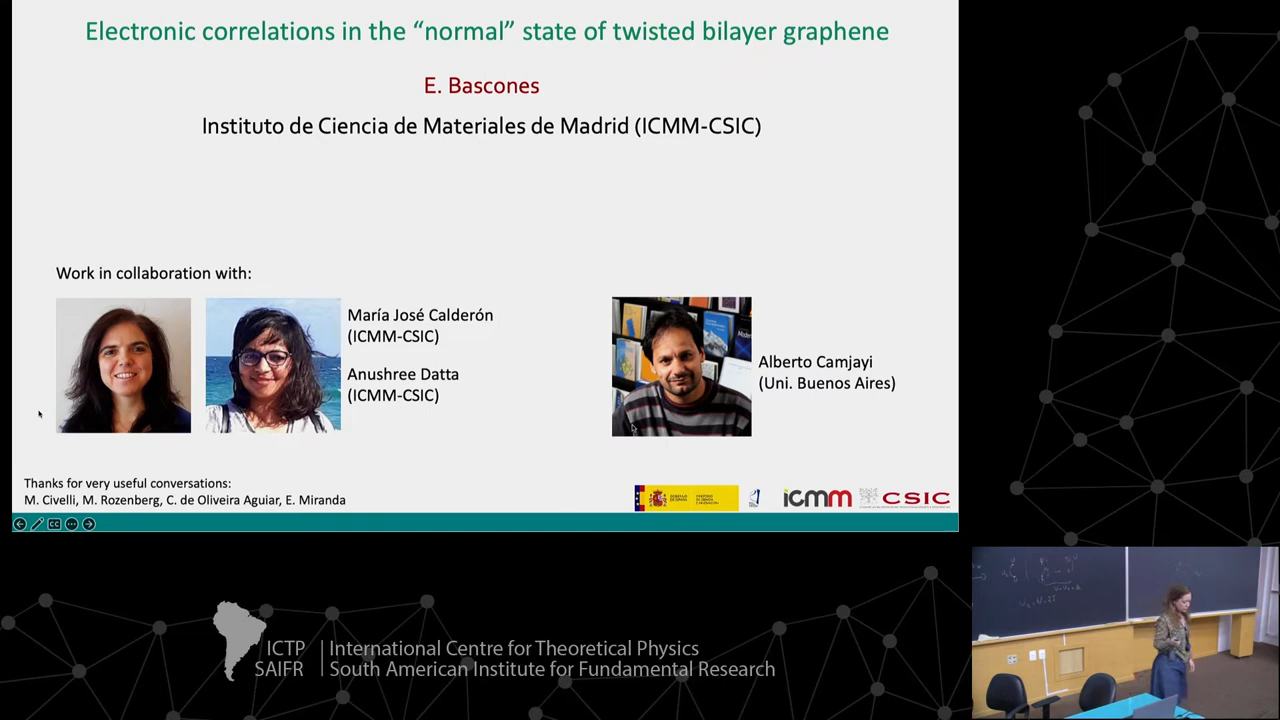 Electronic correlations in the “normal” state of twisted bilayer graphene
E. Bascones
Instituto de Ciencia de Materiales de Madrid (ICMM-CSIC)
Work in collaboration with:
María José Calderón
(ICMM-CSIC)
Anushree Datta
(ICMM-CSIC)
Alberto Camjayi
(Uni. Buenos Aires)
Thanks for very useful conversations:
M. Civelli, M. Rozenberg, C. de Oliveira Aguiar, E. Miranda
icmm
CSIC
ICTP
SAIFR
International Centre for Theoretical Physics
South American Institute for Fundamental Research